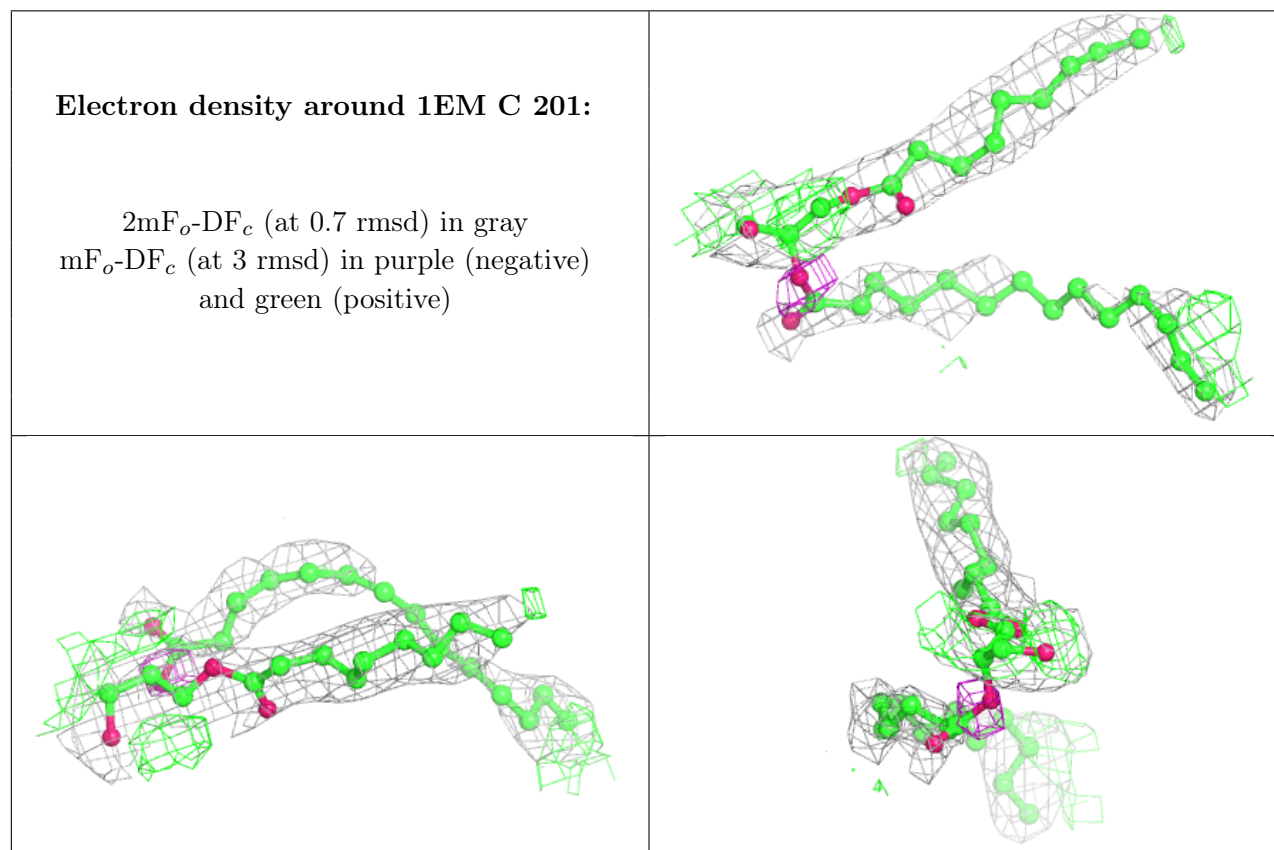 Electron density around 1EM C 201:
2mFo-DFc (at 0.7 rmsd) in gray
mFo-DFc (at 3 rmsd) in purple (negative)
and green (positive)